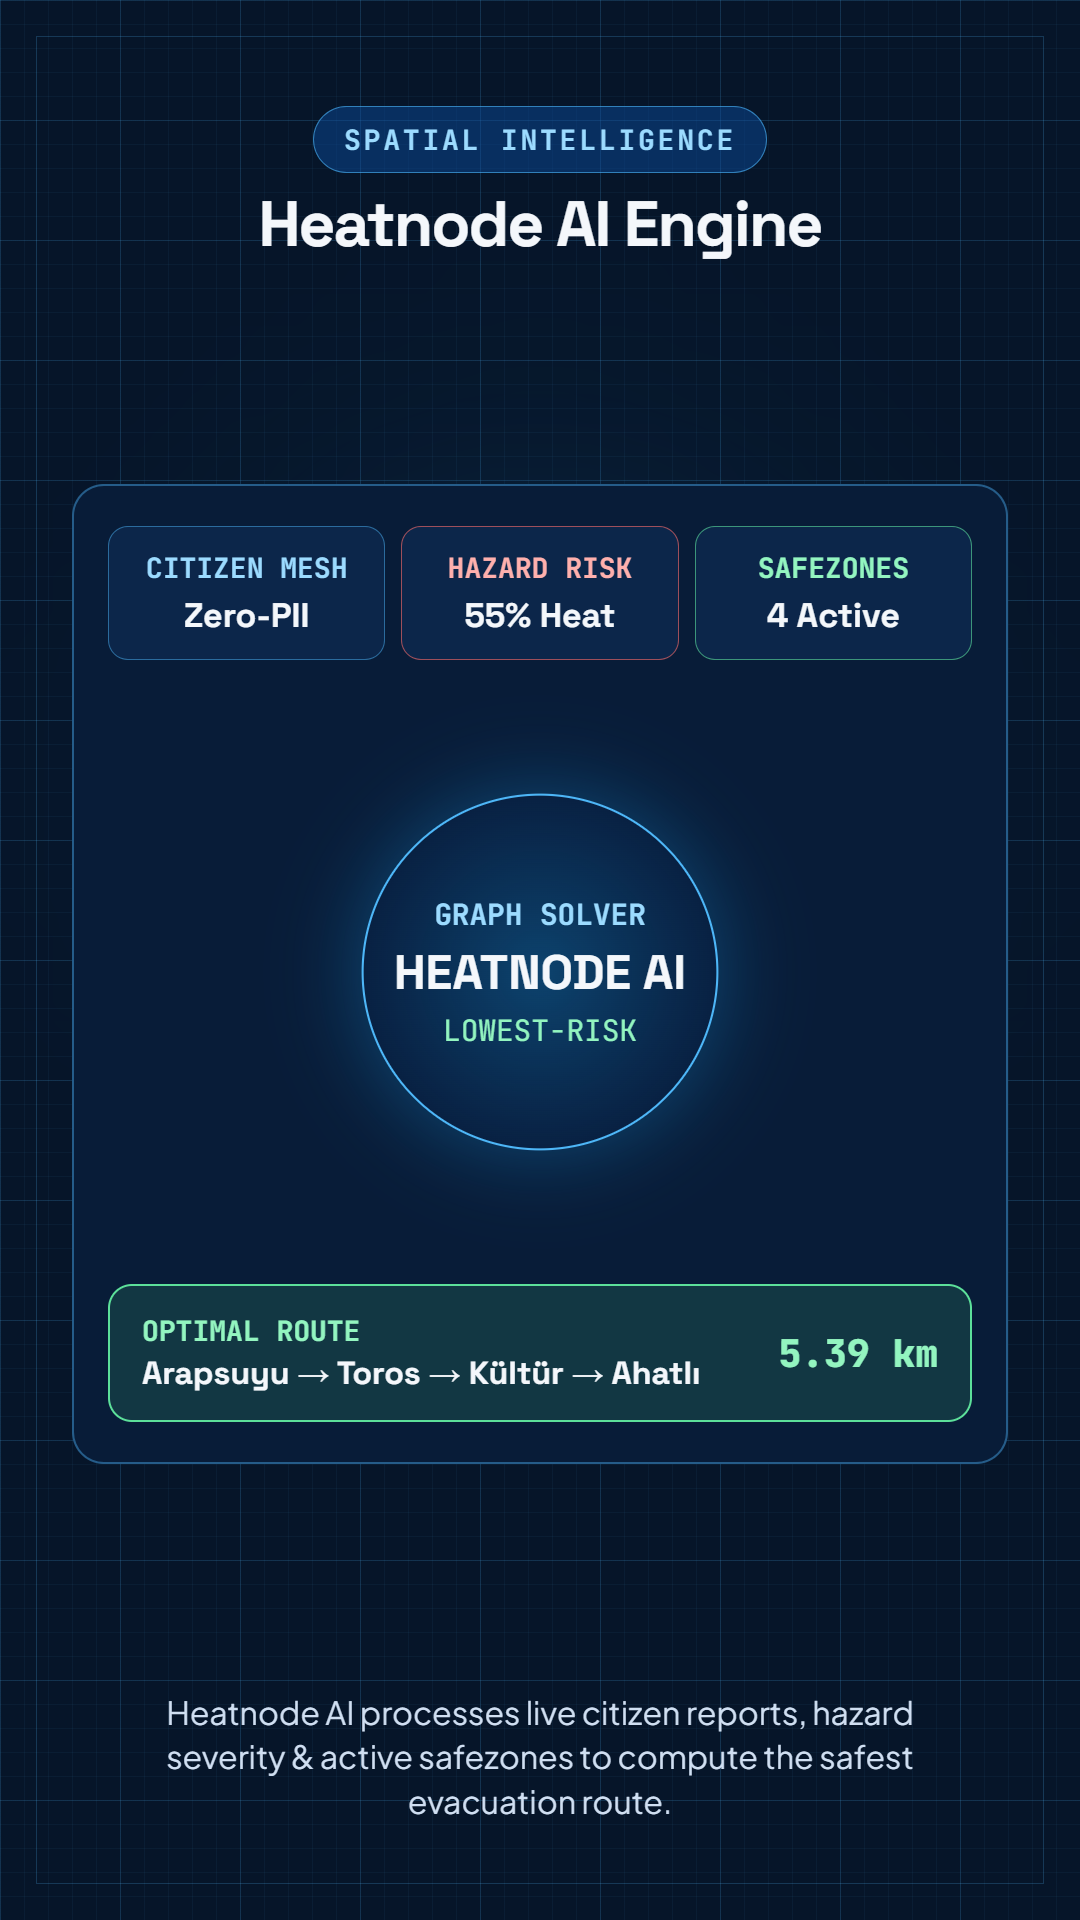 SPATIAL INTELLIGENCE
Heatnode AI Engine
CITIZEN MESH
Zero-PII
HAZARD RISK
55% Heat
SAFEZONES
4 Active
GRAPH SOLVER
HEATNODE AI
LOWEST-RISK
OPTIMAL ROUTE
Arapsuyu → Toros → Kültür → Ahatlı
5.39 km
Heatnode AI processes live citizen reports, hazard
severity & active safezones to compute the safest
evacuation route.